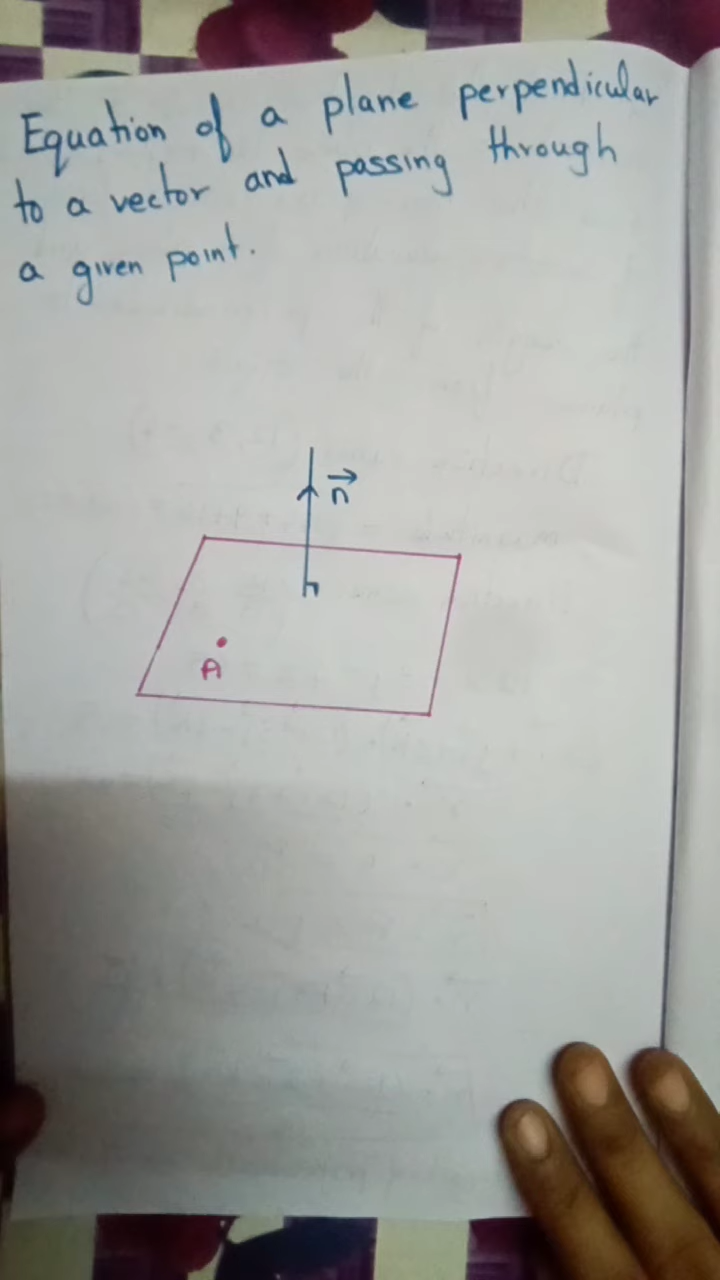 Equation of a plane perpendicular
to a vector and passing through
a given point.
n
A